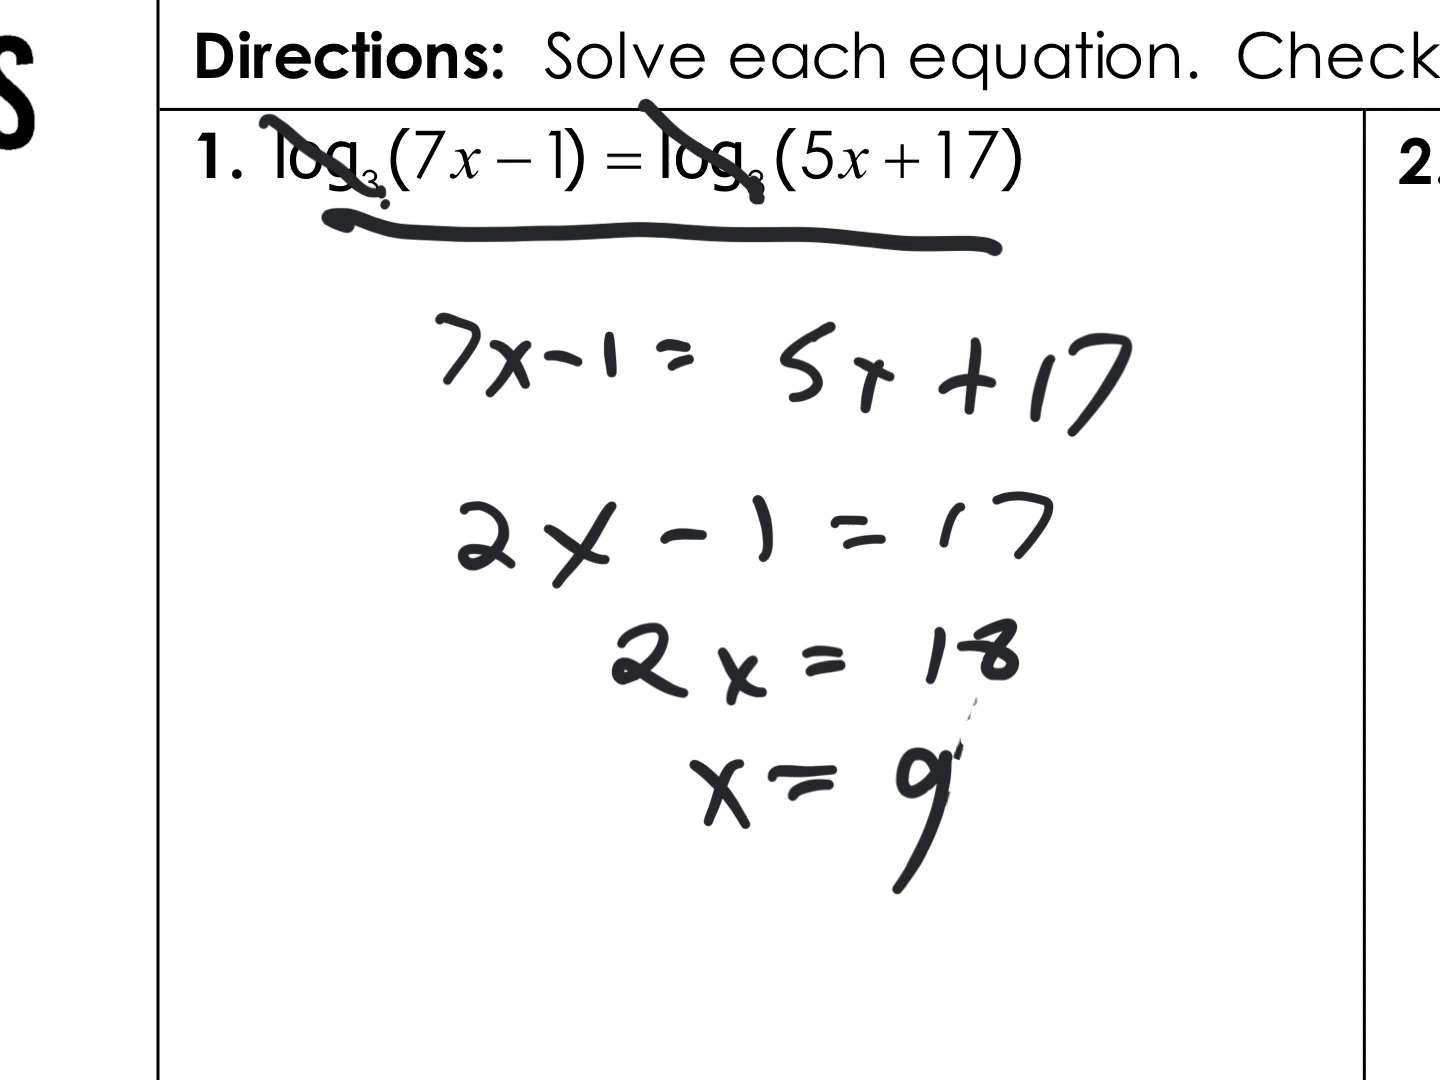 S
Directions: Solve each equation. Check
1. log₃(7x − 1) = log₃(5x + 17)
2.
7x-1= 5x + 17
2x - 1 = 17
2x = 18
x = 9